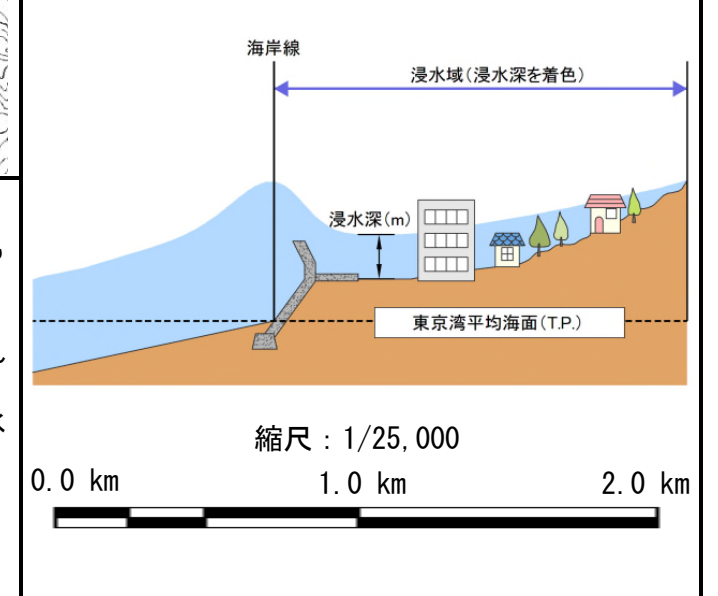 海岸線
浸水域(浸水深を着色)
浸水深(m)
東京湾平均海面(T.P.)
縮尺：1/25,000
0.0 km 1.0 km 2.0 km